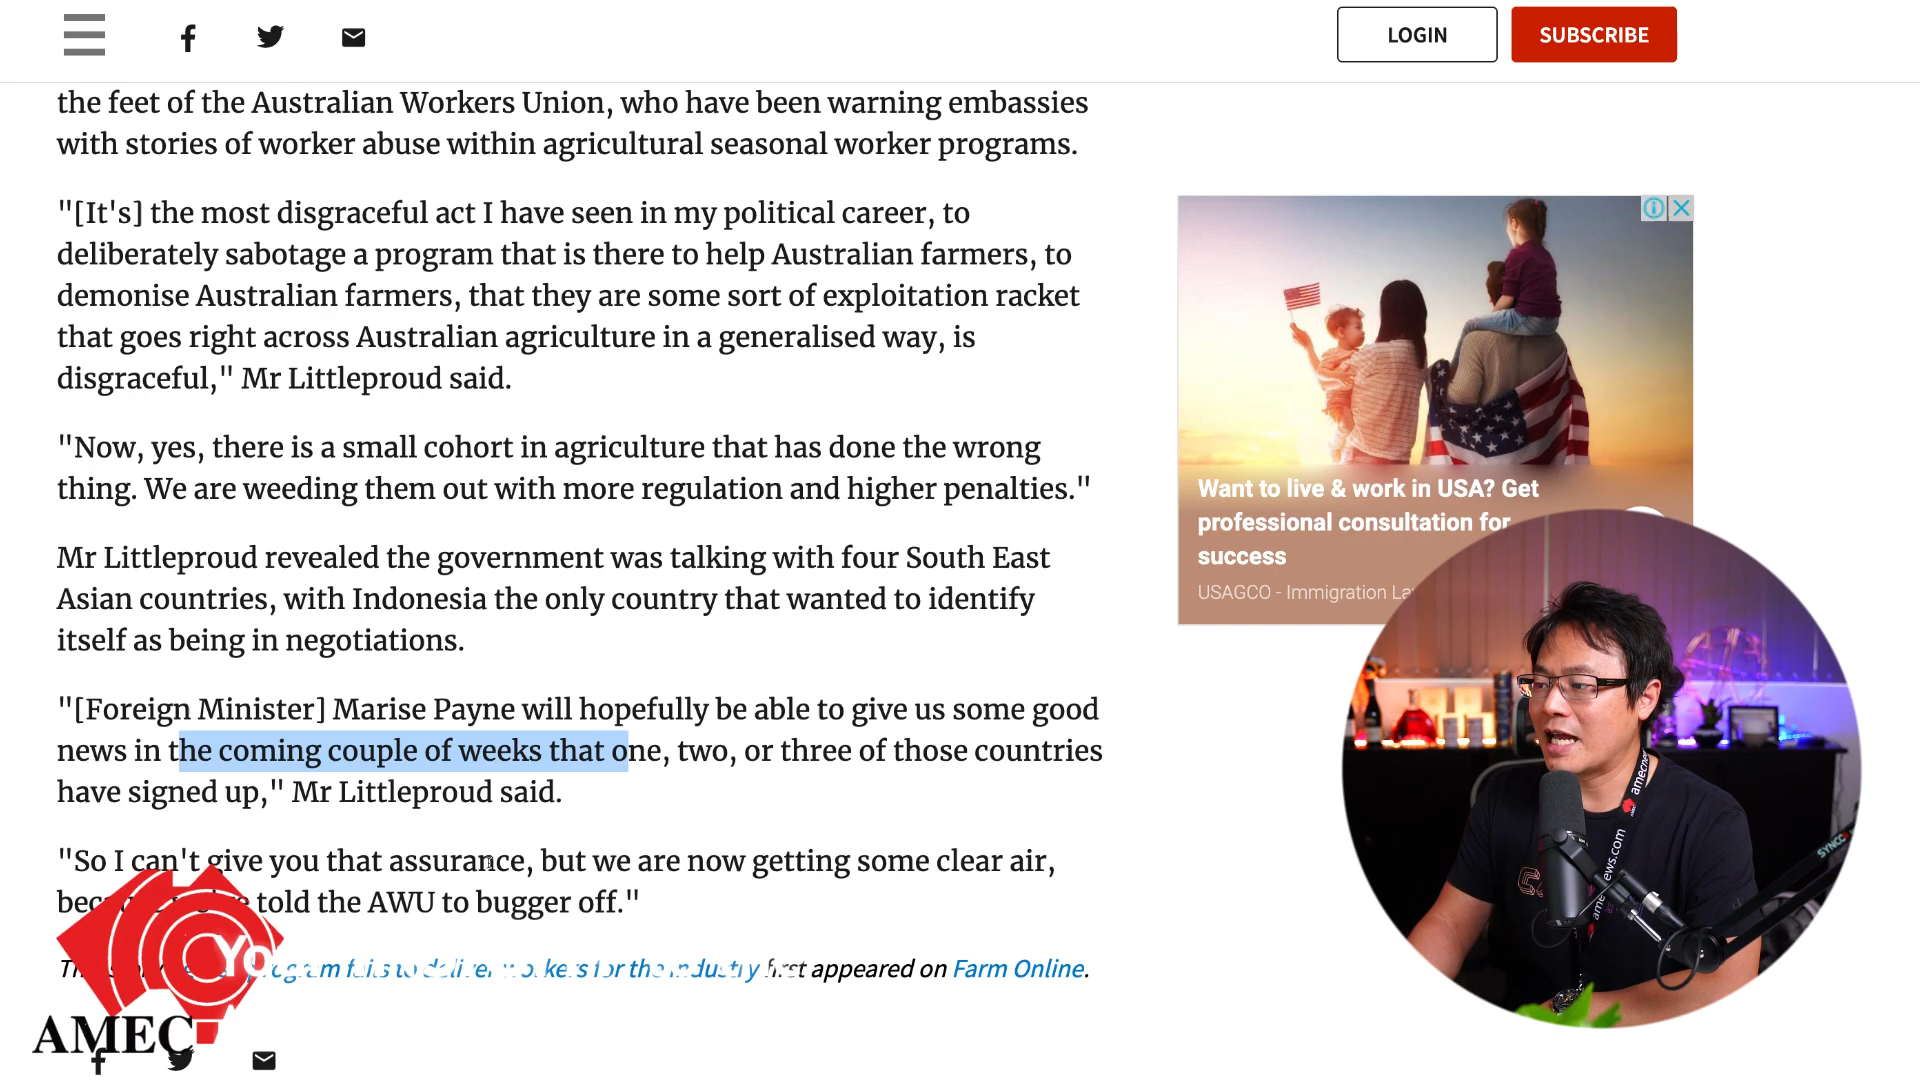 LOGIN
SUBSCRIBE
the feet of the Australian Workers Union, who have been warning embassies
with stories of worker abuse within agricultural seasonal worker programs.
"[It's] the most disgraceful act I have seen in my political career, to
deliberately sabotage a program that is there to help Australian farmers, to
demonise Australian farmers, that they are some sort of exploitation racket
that goes right across Australian agriculture in a generalised way, is
disgraceful," Mr Littleproud said.
"Now, yes, there is a small cohort in agriculture that has done the wrong
thing. We are weeding them out with more regulation and higher penalties."
Mr Littleproud revealed the government was talking with four South East
Asian countries, with Indonesia the only country that wanted to identify
itself as being in negotiations.
"[Foreign Minister] Marise Payne will hopefully be able to give us some good
news in the coming couple of weeks that one, two, or three of those countries
have signed up," Mr Littleproud said.
"So I can't give you that assurance, but we are now getting some clear air,
told the AWU to bugger off."
program fails to deliver workers for the industry first appeared on Farm Online.
AMEC
Want to live & work in USA? Get
professional consultation for
success
USAGCO - Immigration
SYNCO